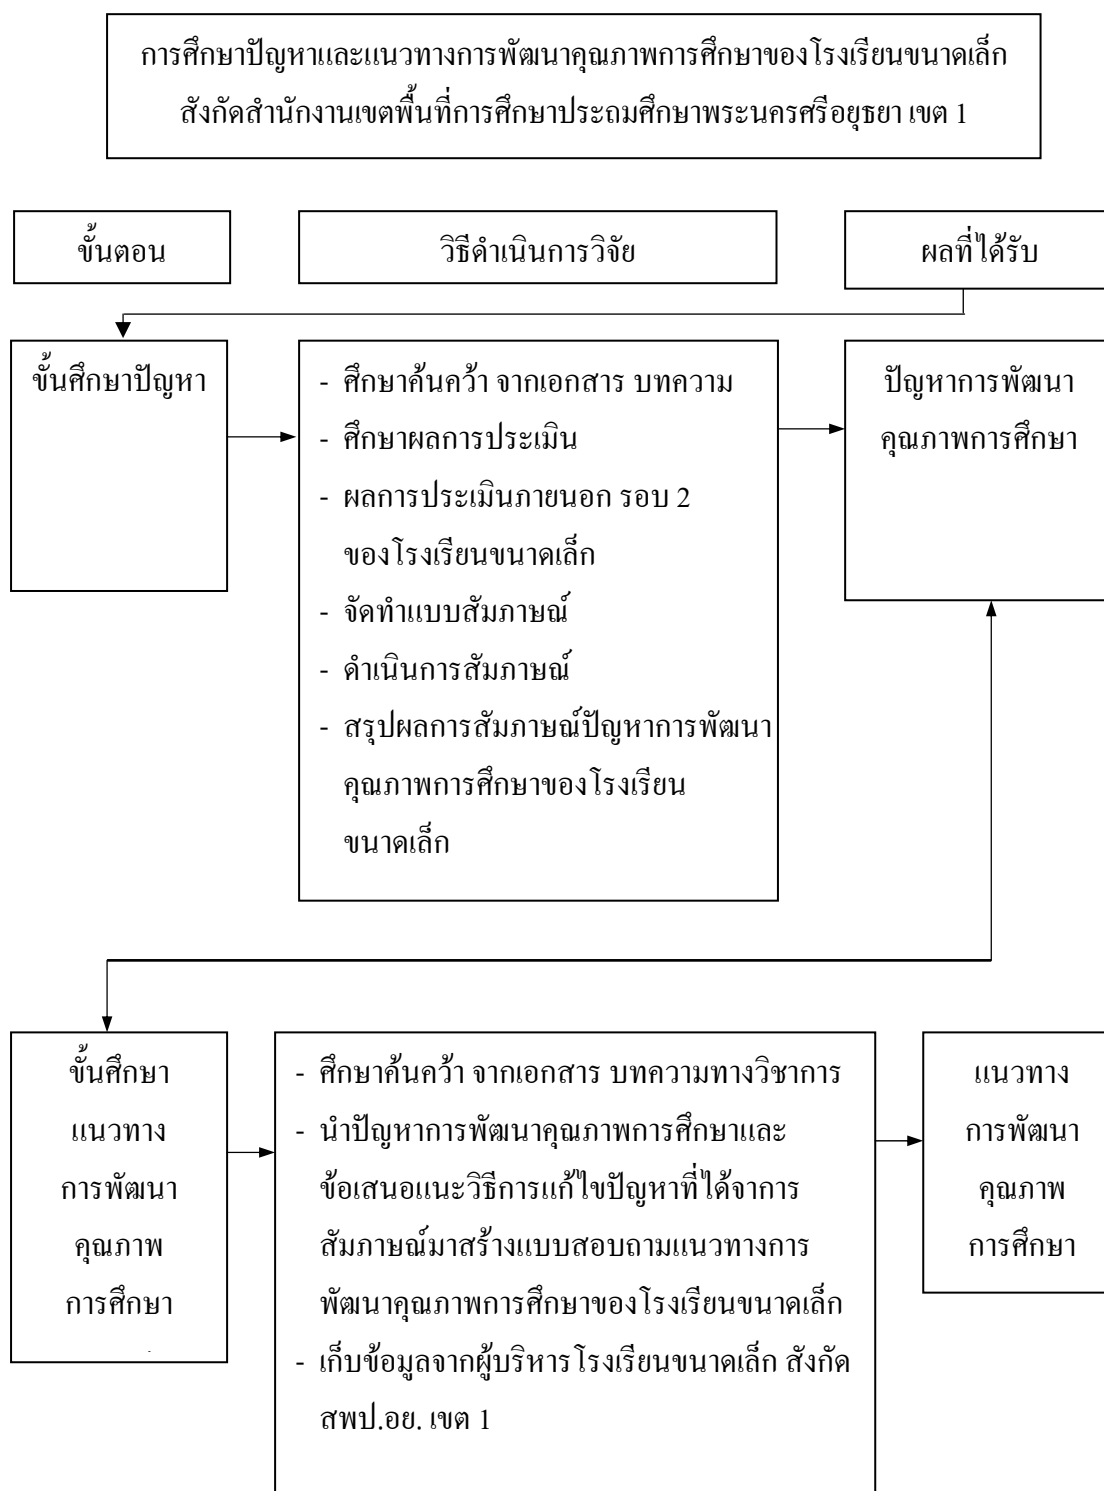 การศึกษาปัญหาและแนวทางการพัฒนาคุณภาพการศึกษาของโรงเรียนขนาดเล็ก
สังกัดสำนักงานเขตพื้นที่การศึกษาประถมศึกษาพระนครศรีอยุธยา เขต 1
ขั้นตอน
วิธีดำเนินการวิจัย
ผลที่ได้รับ
ขั้นศึกษาปัญหา
- ศึกษาค้นคว้า จากเอกสาร บทความ
- ศึกษาผลการประเมิน
- ผลการประเมินภายนอก รอบ 2
ของโรงเรียนขนาดเล็ก
- จัดทำแบบสัมภาษณ์
- ดำเนินการสัมภาษณ์
- สรุปผลการสัมภาษณ์ปัญหาการพัฒนา
คุณภาพการศึกษาของโรงเรียน
ขนาดเล็ก
ปัญหาการพัฒนา
คุณภาพการศึกษา
ขั้นศึกษา
แนวทาง
การพัฒนา
คุณภาพ
การศึกษา
- ศึกษาค้นคว้า จากเอกสาร บทความทางวิชาการ
- นำปัญหาการพัฒนาคุณภาพการศึกษาและ
ข้อเสนอแนะวิธีการแก้ไขปัญหาที่ได้จาการ
สัมภาษณ์มาสร้างแบบสอบถามแนวทางการ
พัฒนาคุณภาพการศึกษาของโรงเรียนขนาดเล็ก
- เก็บข้อมูลจากผู้บริหารโรงเรียนขนาดเล็ก สังกัด
สพป.อย. เขต 1
แนวทาง
การพัฒนา
คุณภาพ
การศึกษา